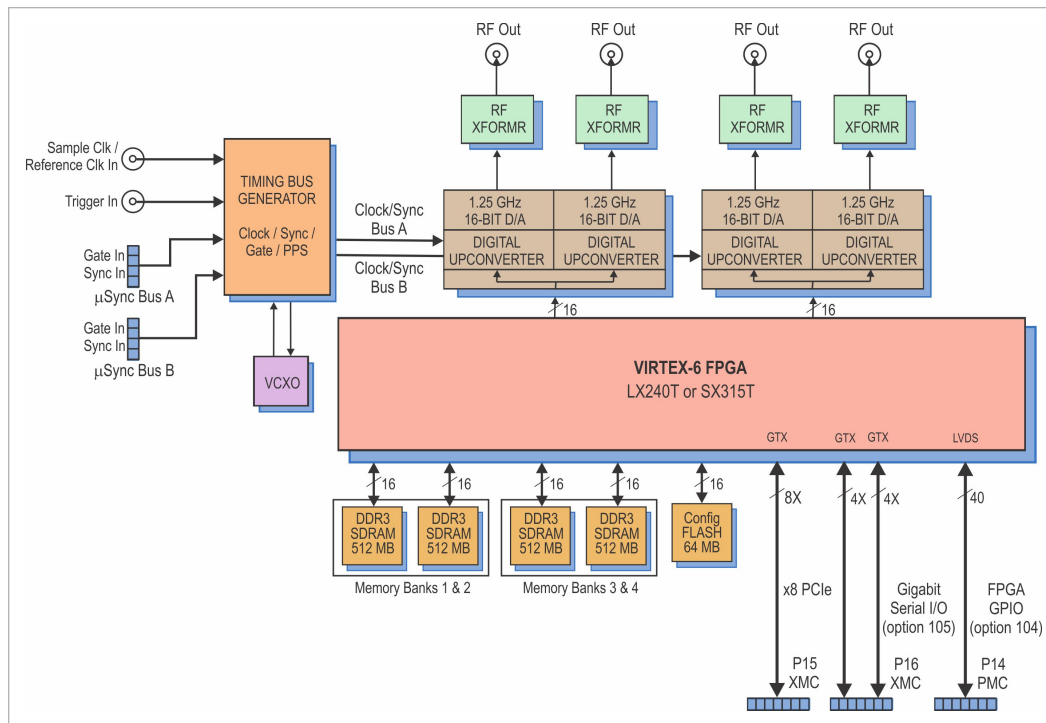 RF Out
RF Out
RF Out
RF Out
RF
XFORMR
RF
XFORMR
RF
XFORMR
RF
XFORMR
Sample Clk /
Reference Clk In
Trigger In
Gate In
Sync In
μSync Bus A
Gate In
Sync In
μSync Bus B
TIMING BUS
GENERATOR
Clock / Sync /
Gate / PPS
VCXO
Clock/Sync
Bus A
Clock/Sync
Bus B
1.25 GHz
16-BIT D/A
1.25 GHz
16-BIT D/A
DIGITAL
UPCONVERTER
DIGITAL
UPCONVERTER
1.25 GHz
16-BIT D/A
1.25 GHz
16-BIT D/A
DIGITAL
UPCONVERTER
DIGITAL
UPCONVERTER
16
16
VIRTEX-6 FPGA
LX240T or SX315T
GTX
GTX
GTX
LVDS
16
16
16
16
16
8X
4X
4X
40
DDR3
SDRAM
512 MB
DDR3
SDRAM
512 MB
Memory Banks 1 & 2
DDR3
SDRAM
512 MB
DDR3
SDRAM
512 MB
Memory Banks 3 & 4
Config
FLASH
64 MB
x8 PCIe
Gigabit
Serial I/O
(option 105)
FPGA
GPIO
(option 104)
P15
XMC
P16
XMC
P14
PMC